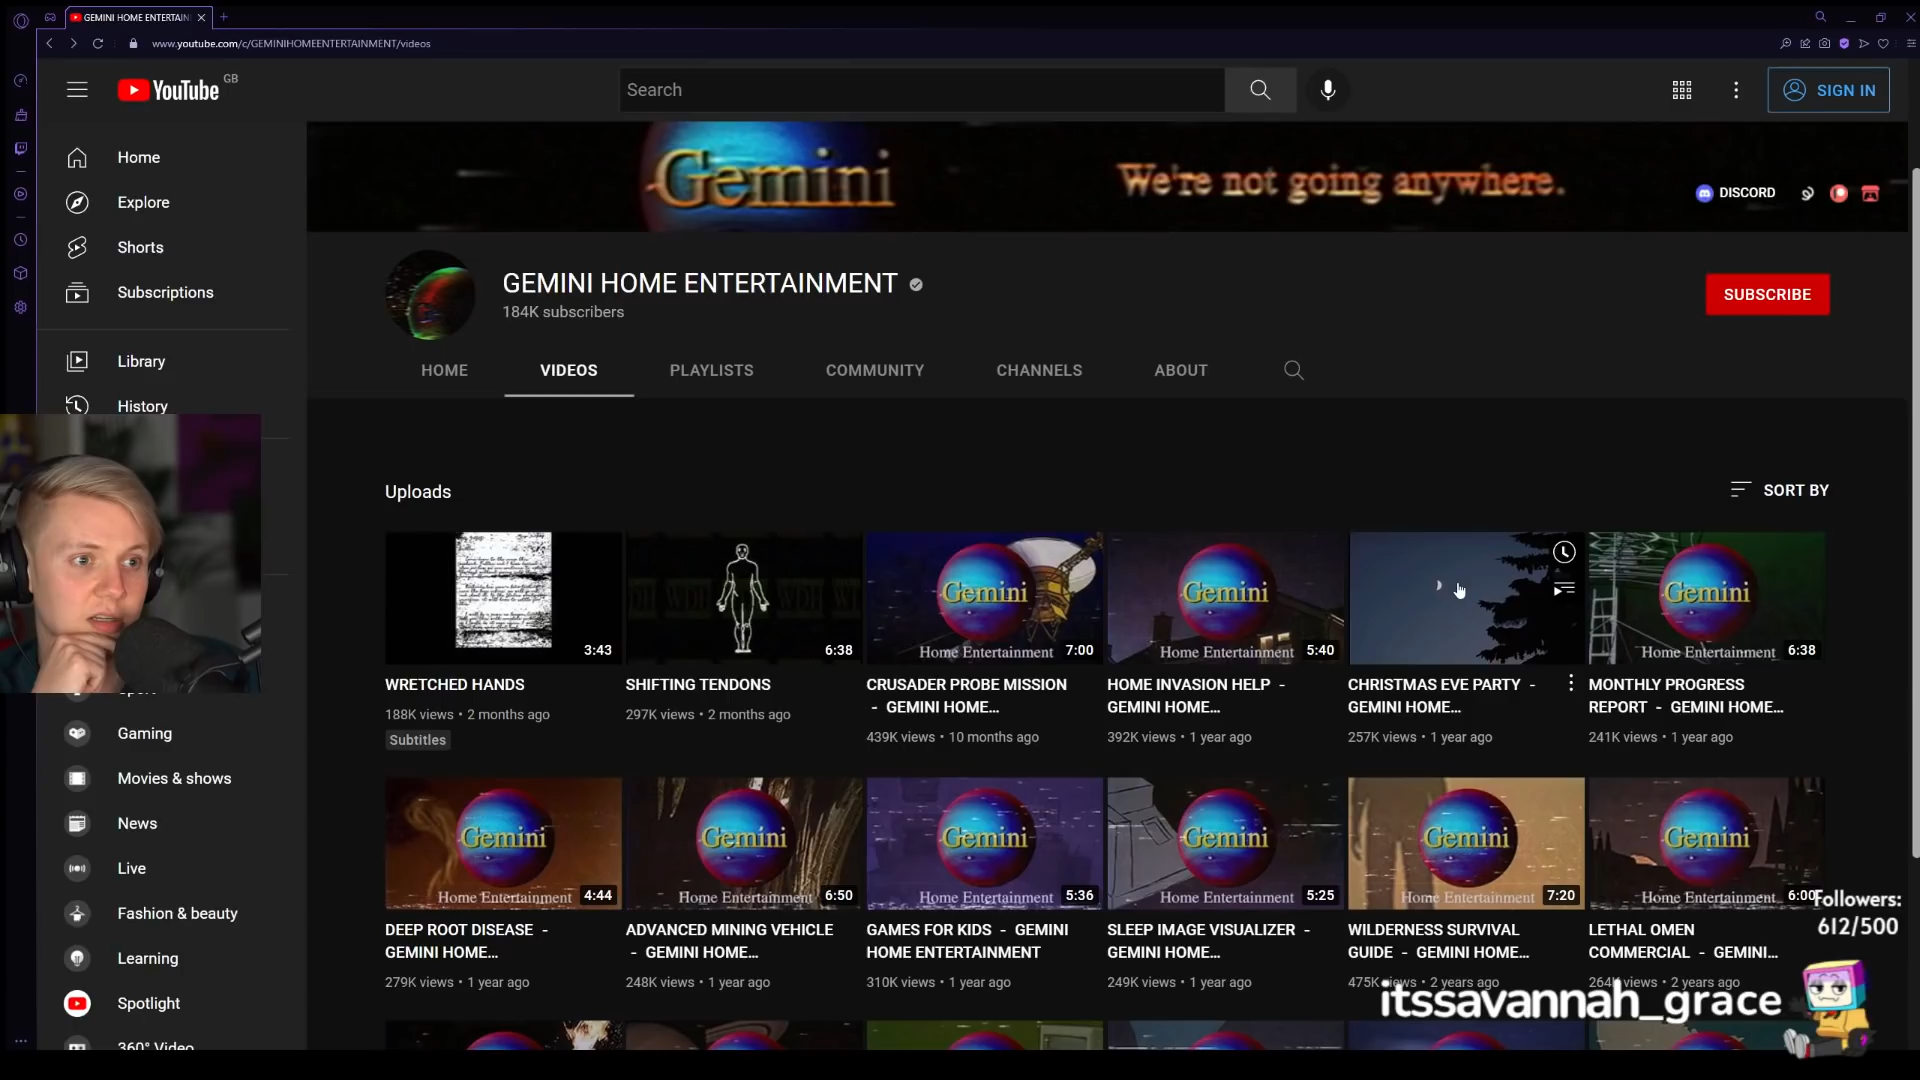 GEMINI HOME ENTERTAIN
www.youtube.com/c/GEMINIHOMEENTERTAINMENT/videos
YouTube GB
Search
SIGN IN
Home
Explore
Shorts
Subscriptions
Library
History
Gaming
Movies & shows
News
Live
Fashion & beauty
Learning
Spotlight
360° Video
Gemini
We're not going anywhere.
DISCORD
GEMINI HOME ENTERTAINMENT
184K subscribers
SUBSCRIBE
HOME VIDEOS PLAYLISTS COMMUNITY CHANNELS ABOUT
Uploads
SORT BY
3:43
WRETCHED HANDS
188K views • 2 months ago
Subtitles
6:38
SHIFTING TENDONS
297K views • 2 months ago
Gemini
Home Entertainment
7:00
CRUSADER PROBE MISSION
- GEMINI HOME...
439K views • 10 months ago
Gemini
Home Entertainment
5:40
HOME INVASION HELP -
GEMINI HOME...
392K views • 1 year ago
CHRISTMAS EVE PARTY -
GEMINI HOME...
257K views • 1 year ago
Gemini
Home Entertainment
6:38
MONTHLY PROGRESS
REPORT - GEMINI HOME...
241K views • 1 year ago
Gemini
Home Entertainment
4:44
DEEP ROOT DISEASE -
GEMINI HOME...
279K views • 1 year ago
Gemini
Home Entertainment
6:50
ADVANCED MINING VEHICLE
- GEMINI HOME...
248K views • 1 year ago
Gemini
Home Entertainment
5:36
GAMES FOR KIDS - GEMINI
HOME ENTERTAINMENT
310K views • 1 year ago
Gemini
Home Entertainment
5:25
SLEEP IMAGE VISUALIZER -
GEMINI HOME...
249K views • 1 year ago
Gemini
Home Entertainment
7:20
WILDERNESS SURVIVAL
GUIDE - GEMINI HOME...
475K views • 2 years ago
Gemini
Home Entertainment
6:00
LETHAL OMEN
COMMERCIAL - GEMINI...
264K views • 2 years ago
Followers:
612/500
itssavannah_grace